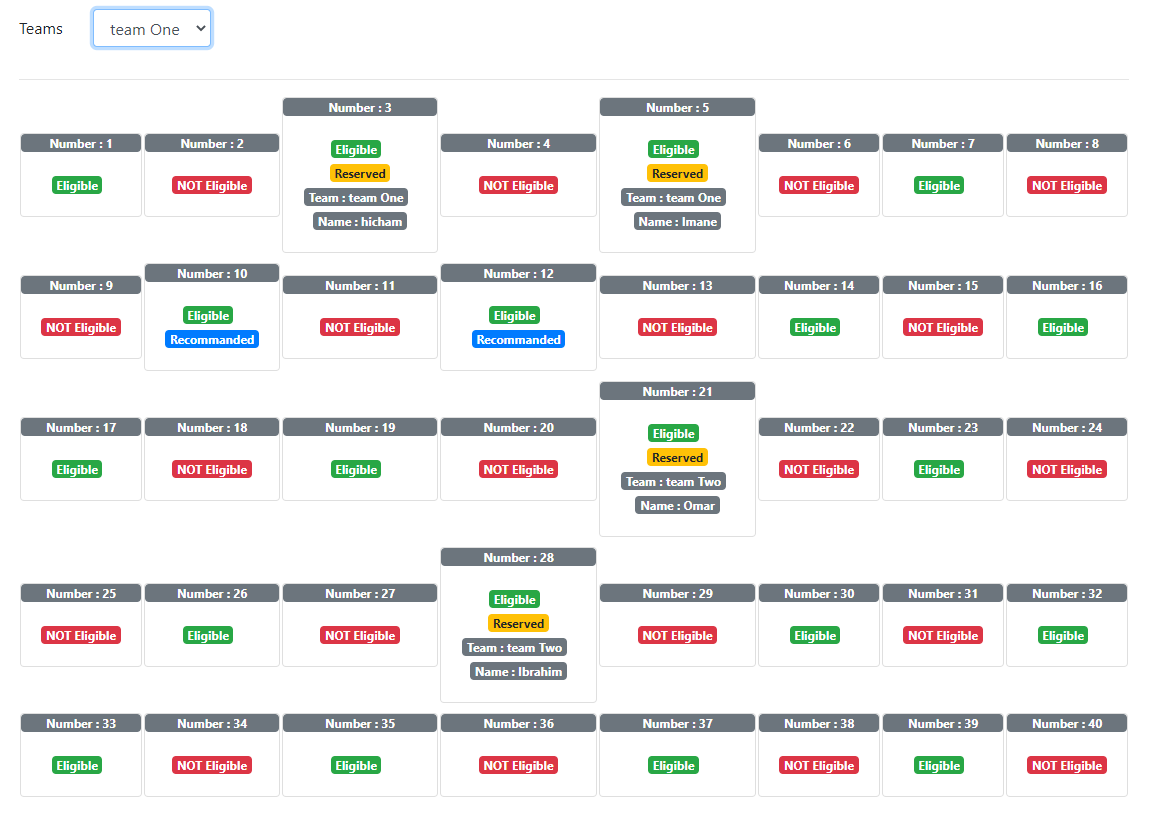 Teams team One
Number : 1 Number : 2 Number : 3 Number : 4 Number : 5 Number : 6 Number : 7 Number : 8
Eligible NOT Eligible Eligible NOT Eligible Eligible NOT Eligible Eligible NOT Eligible
Reserved Reserved
Team : team One Team : team One
Name : hicham Name : Imane
Number : 9 Number : 10 Number : 11 Number : 12 Number : 13 Number : 14 Number : 15 Number : 16
NOT Eligible Eligible NOT Eligible Eligible NOT Eligible Eligible NOT Eligible Eligible
Recommanded Recommanded
Number : 17 Number : 18 Number : 19 Number : 20 Number : 21 Number : 22 Number : 23 Number : 24
Eligible NOT Eligible Eligible NOT Eligible Eligible NOT Eligible Eligible NOT Eligible
Reserved
Team : team Two
Name : Omar
Number : 25 Number : 26 Number : 27 Number : 28 Number : 29 Number : 30 Number : 31 Number : 32
NOT Eligible Eligible NOT Eligible Eligible NOT Eligible Eligible NOT Eligible Eligible
Reserved
Team : team Two
Name : Ibrahim
Number : 33 Number : 34 Number : 35 Number : 36 Number : 37 Number : 38 Number : 39 Number : 40
Eligible NOT Eligible Eligible NOT Eligible Eligible NOT Eligible Eligible NOT Eligible